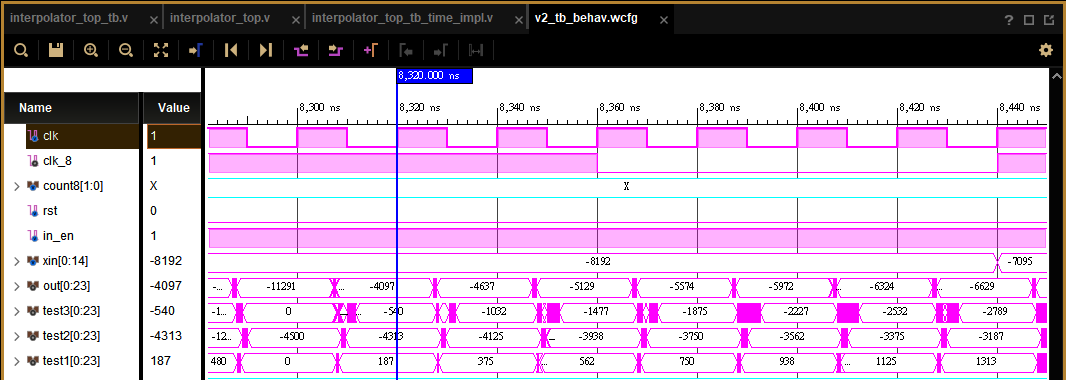 interpolator_top_tb.v × interpolator_top.v × interpolator_top_tb_time_impl.v × v2_tb_behav.wcfg ×
8,320.000 ns
Name Value
8,300 ns 8,320 ns 8,340 ns 8,360 ns 8,380 ns 8,400 ns 8,420 ns 8,440 ns
clk 1
clk_8 1
count8[1:0] X X
rst 0
in_en 1
xin[0:14] -8192 -8192 -7095
out[0:23] -4097 -... -11291 ... -4097 -4637 -5129 -5574 -5972 ... -6324 -6629
test3[0:23] -540 -1... 0 -540 -1032 -1477 -1875 -2227 -2532 -2789
test2[0:23] -4313 -12... -4500 -4313 -4125 ... -3938 -3750 -3562 -3375 -3187
test1[0:23] 187 480 0 187 375 ... 562 750 ... 938 1125 1313